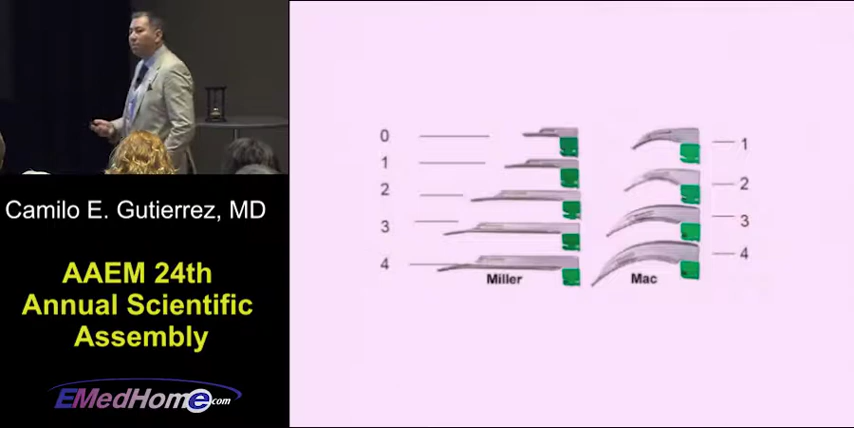 Camilo E. Gutierrez, MD
AAEM 24th
Annual Scientific
Assembly
EMedHome.com
0
1
2
3
4
Miller
1
2
3
4
Mac